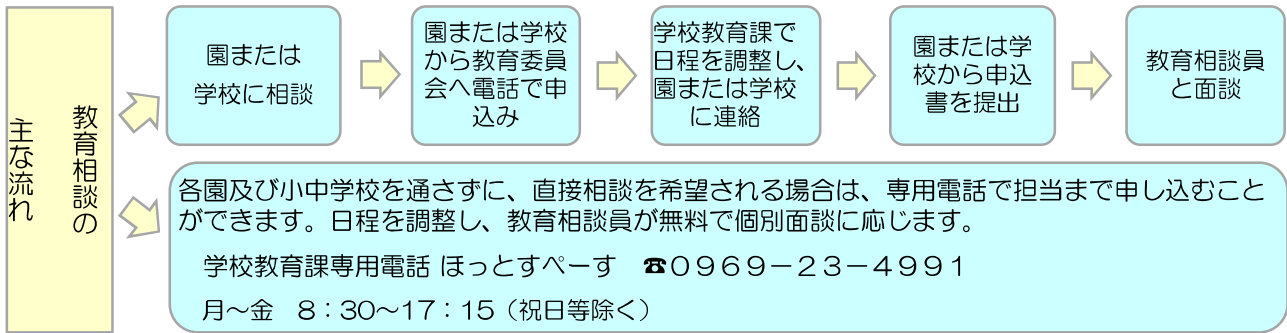 教育相談の
主な流れ
園または
学校に相談
園または学校
から教育委員
会へ電話で申
込み
学校教育課で
日程を調整し、
園または学校
に連絡
園または学
校から申込
書を提出
教育相談員
と面談
各園及び小中学校を通さずに、直接相談を希望される場合は、専用電話で担当まで申し込むこと
ができます。日程を調整し、教育相談員が無料で個別面談に応じます。
学校教育課専用電話 ほっとすぺーす　☎０９６９－２３－４９９１
月～金　８：３０～１７：１５（祝日等除く）